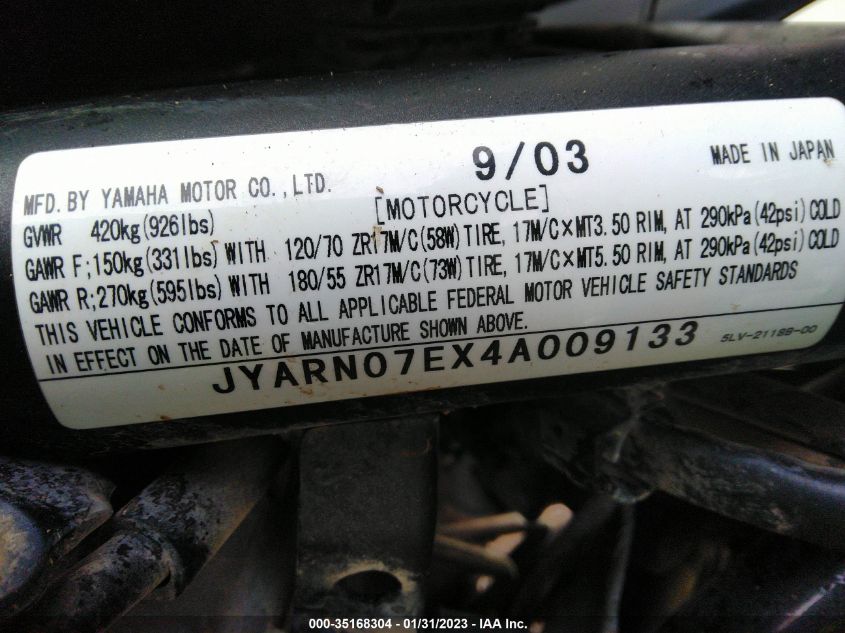 9/03
MADE IN JAPAN
MFD. BY YAMAHA MOTOR CO., LTD.
[MOTORCYCLE]
GVWR 420kg(926lbs)
GAWR F;150kg(331lbs) WITH 120/70 ZR17M/C(58W) TIRE, 17M/C×MT3.50 RIM, AT 290kPa(42psi) COLD
GAWR R;270kg(595lbs) WITH 180/55 ZR17M/C(73W) TIRE, 17M/C×MT5.50 RIM, AT 290kPa(42psi) COLD
THIS VEHICLE CONFORMS TO ALL APPLICABLE FEDERAL MOTOR VEHICLE SAFETY STANDARDS
IN EFFECT ON THE DATE OF MANUFACTURE SHOWN ABOVE.
JYARN07EX4A009133
5LV-2118B-00
000-35168304 - 01/31/2023 - IAA Inc.